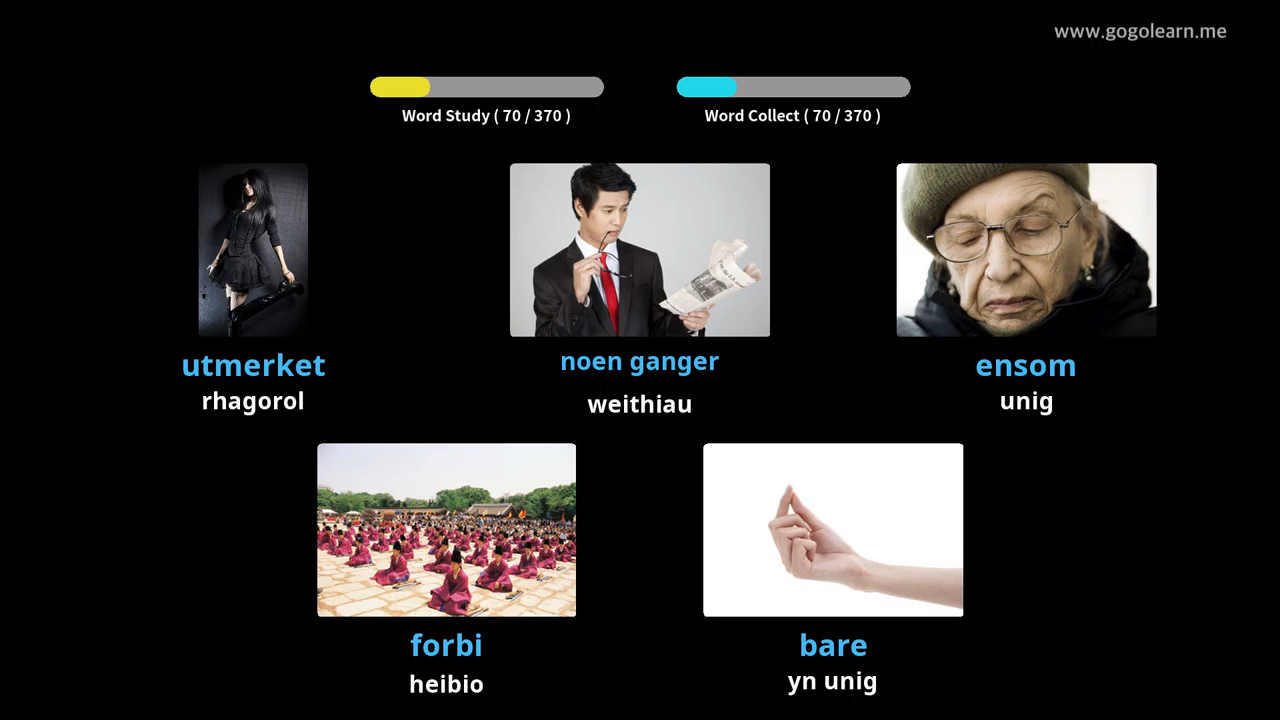 www.gogolearn.me
Word Study ( 70 / 370 )
Word Collect ( 70 / 370 )
utmerket
rhagorol
noen ganger
weithiau
ensom
unig
forbi
heibio
bare
yn unig